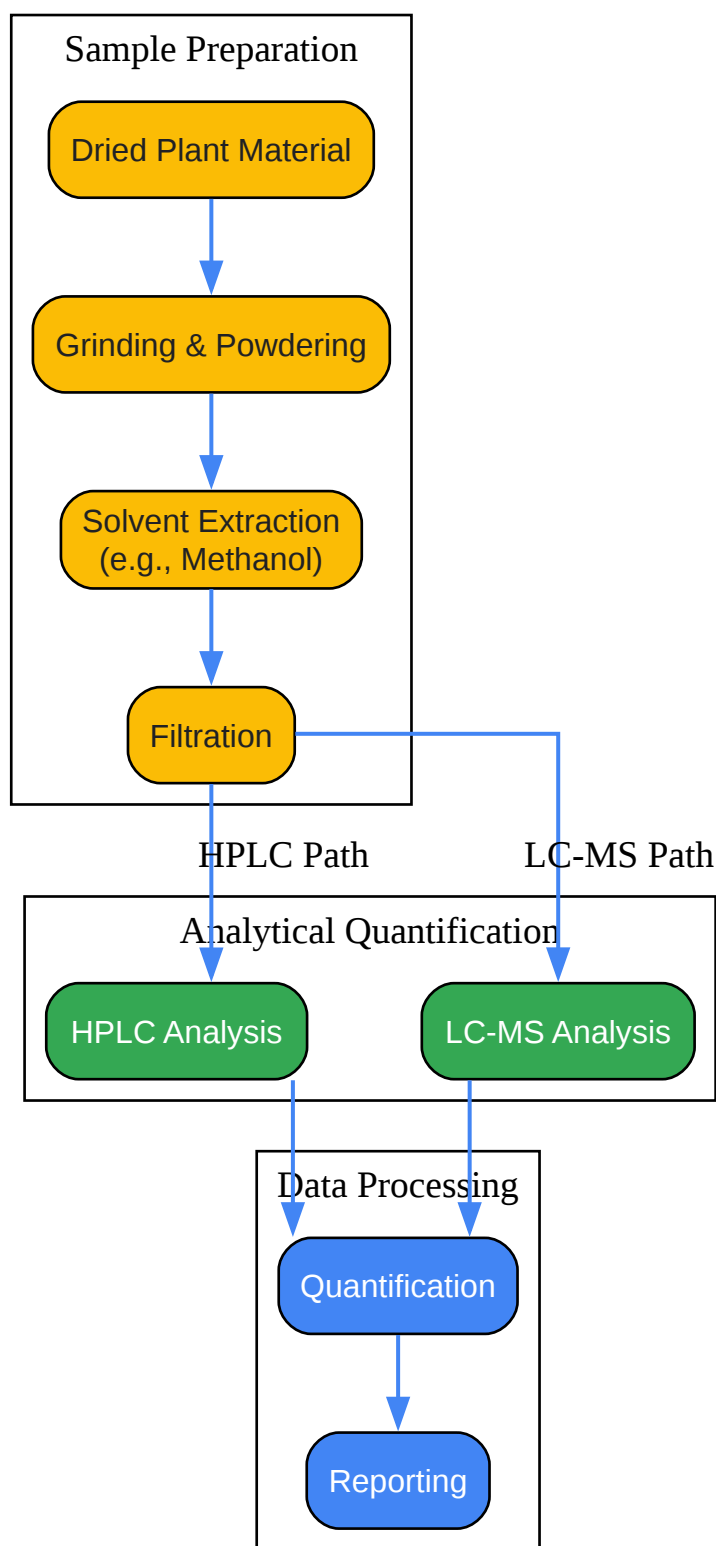 Sample Preparation
Dried Plant Material
Grinding & Powdering
Solvent Extraction
(e.g., Methanol)
Filtration
HPLC Path
LC-MS Path
Analytical Quantification
HPLC Analysis
LC-MS Analysis
Data Processing
Quantification
Reporting